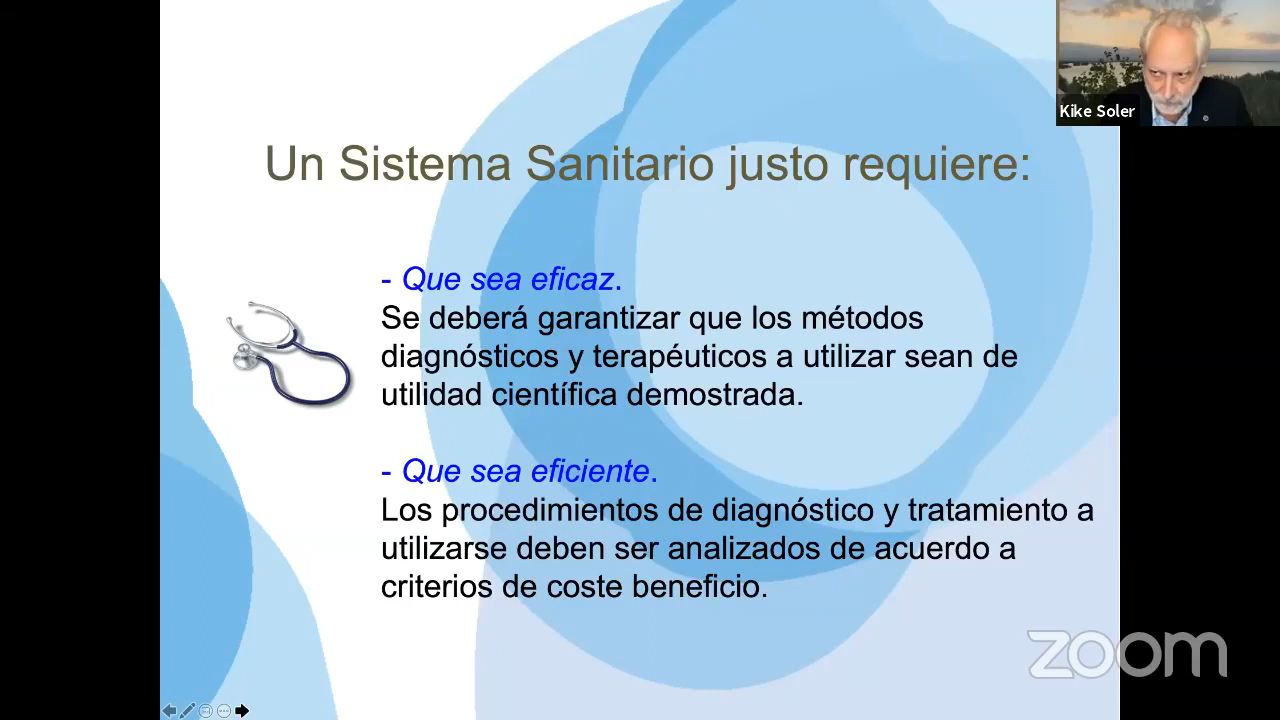 Kike Soler
Un Sistema Sanitario justo requiere:
- Que sea eficaz.
Se deberá garantizar que los métodos
diagnósticos y terapéuticos a utilizar sean de
utilidad científica demostrada.
- Que sea eficiente.
Los procedimientos de diagnóstico y tratamiento a
utilizarse deben ser analizados de acuerdo a
criterios de coste beneficio.
zoom